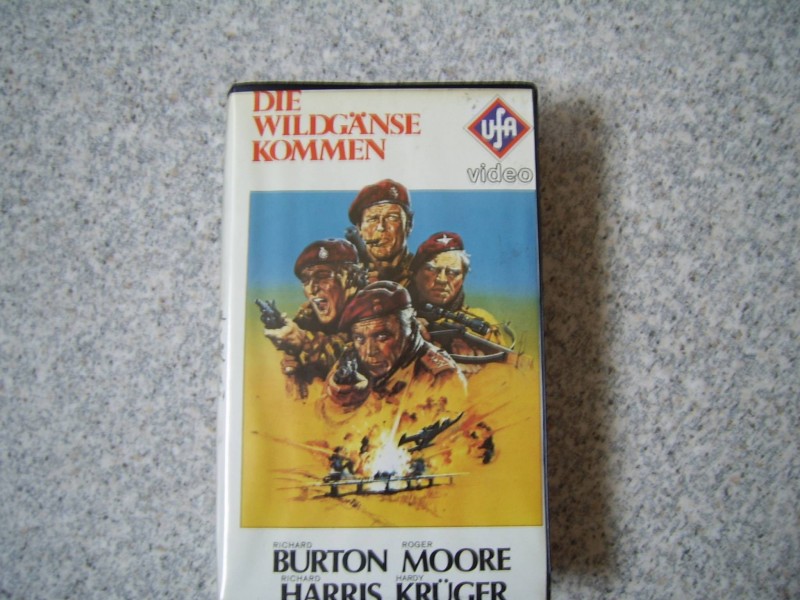 DIE
WILDGÄNSE
KOMMEN
UfA
video
RICHARD ROGER
BURTON MOORE
RICHARD HARDY
HARRIS KRÜGER